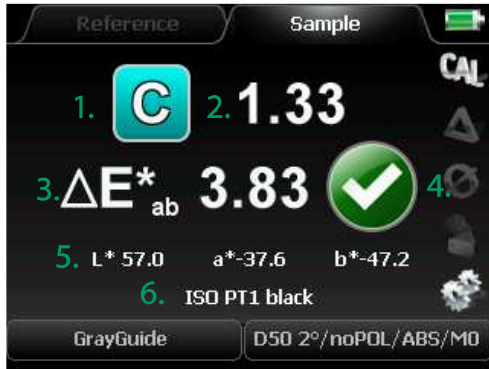 Reference Sample
CAL
1. C 2. 1.33
3. ΔE*ab 3.83 4.
5. L* 57.0 a*-37.6 b*-47.2
6. ISO PT1 black
GrayGuide D50 2°/noPOL/ABS/M0